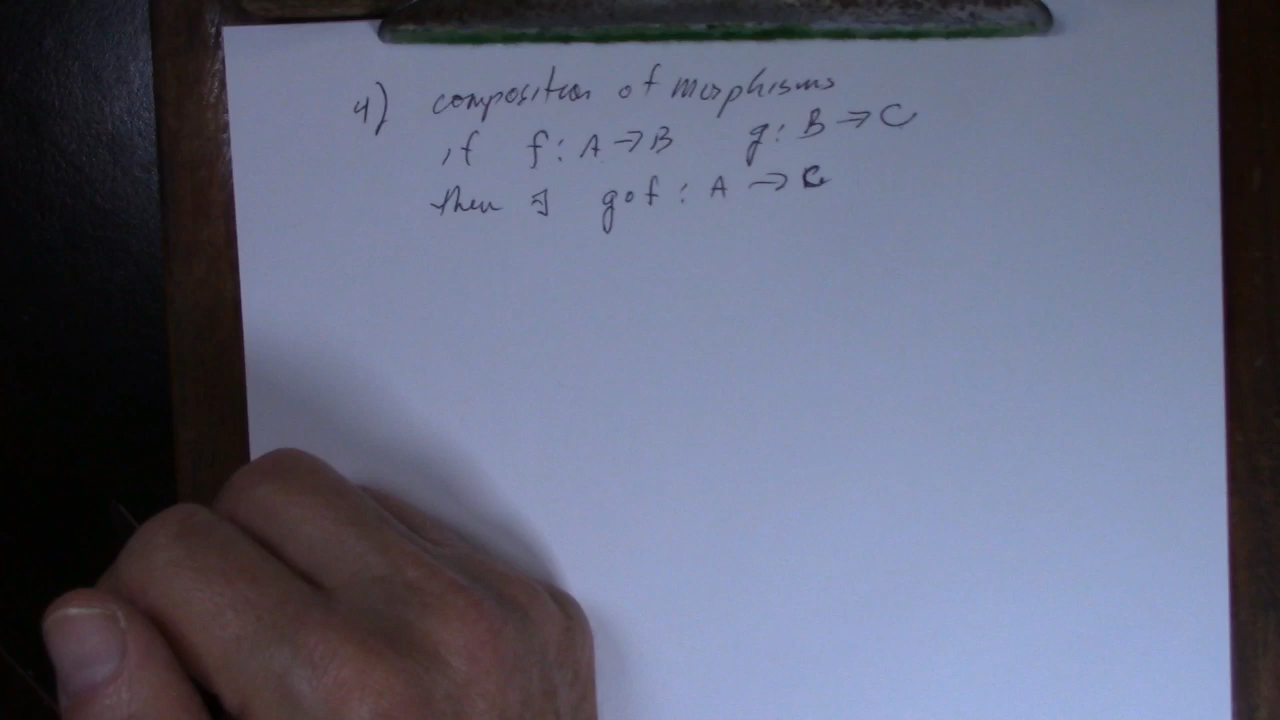 4) composition of morphisms
if f: A → B g: B → C
then ∃ g∘f : A → C